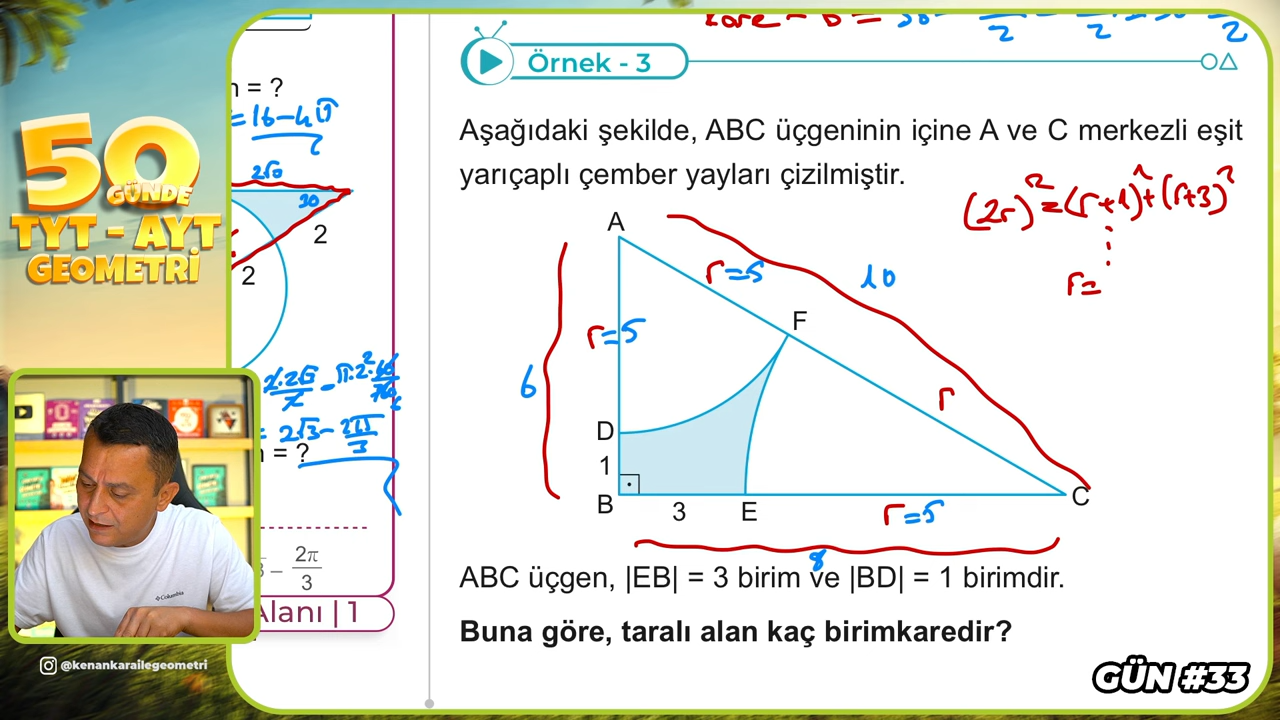 50
GÜNDE
TYT - AYT
GEOMETRİ
= ?
= 16 - 4π
2√3
30
2
2
= 2√3 - 2π/3
= ?
- 2π/3
Alanı | 1
Örnek - 3
Aşağıdaki şekilde, ABC üçgeninin içine A ve C merkezli eşit
yarıçaplı çember yayları çizilmiştir.
(2r)² = (r+1)² + (r+3)²
r=
A
r=5
10
F
r=5
6
r
D
1
B
3
E
r=5
C
8
ABC üçgen, |EB| = 3 birim ve |BD| = 1 birimdir.
Buna göre, taralı alan kaç birimkaredir?
Columbia
@kenankarailegeometri
GÜN #33